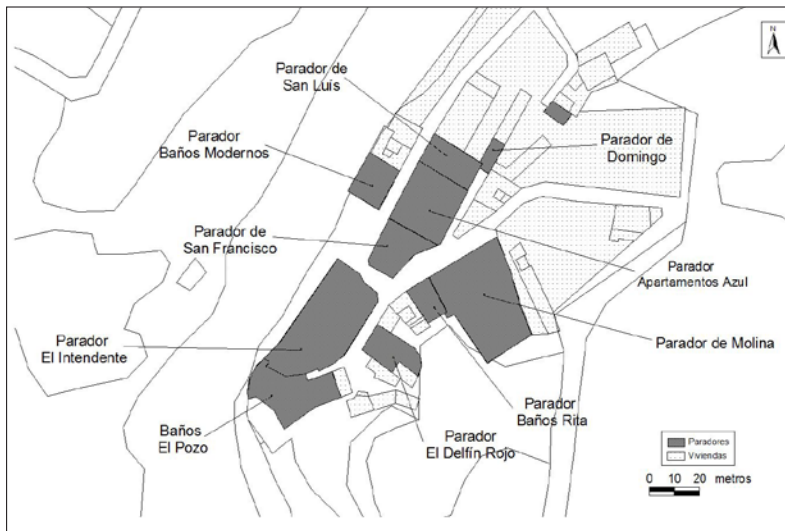 N
Parador de
San Luís
Parador
Baños Modernos
Parador de
Domingo
Parador de
San Francisco
Parador
Apartamentos Azul
Parador
El Intendente
Parador de Molina
Parador
Baños Rita
Baños
El Pozo
Parador
El Delfín Rojo
Paradores
Viviendas
0 10 20 metros